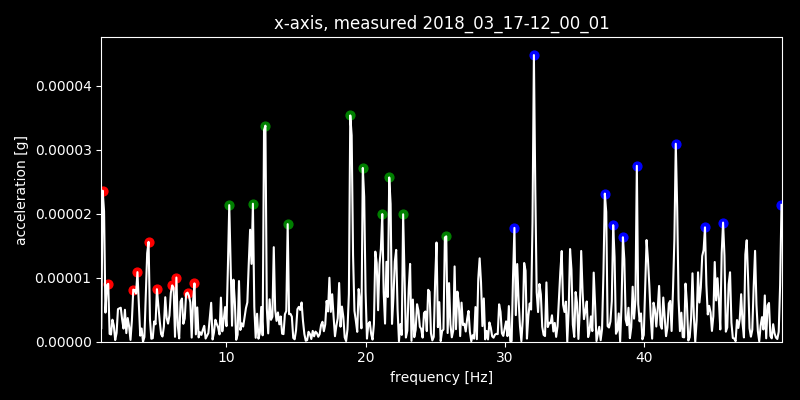 x-axis, measured 2018_03_17-12_00_01
0.00004
0.00003
0.00002
0.00001
0.00000
acceleration [g]
10 20 30 40
frequency [Hz]